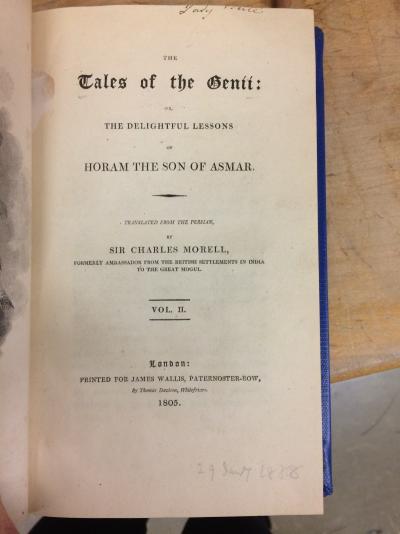 Lady
THE
Tales of the Genii:
OR,
THE DELIGHTFUL LESSONS
OF
HORAM THE SON OF ASMAR.
TRANSLATED FROM THE PERSIAN,
BY
SIR CHARLES MORELL,
FORMERLY AMBASSADOR FROM THE BRITISH SETTLEMENTS IN INDIA
TO THE GREAT MOGUL.
VOL. II.
London:
PRINTED FOR JAMES WALLIS, PATERNOSTER-ROW,
By Thomas Davison, Whitefriars.
1805.
29